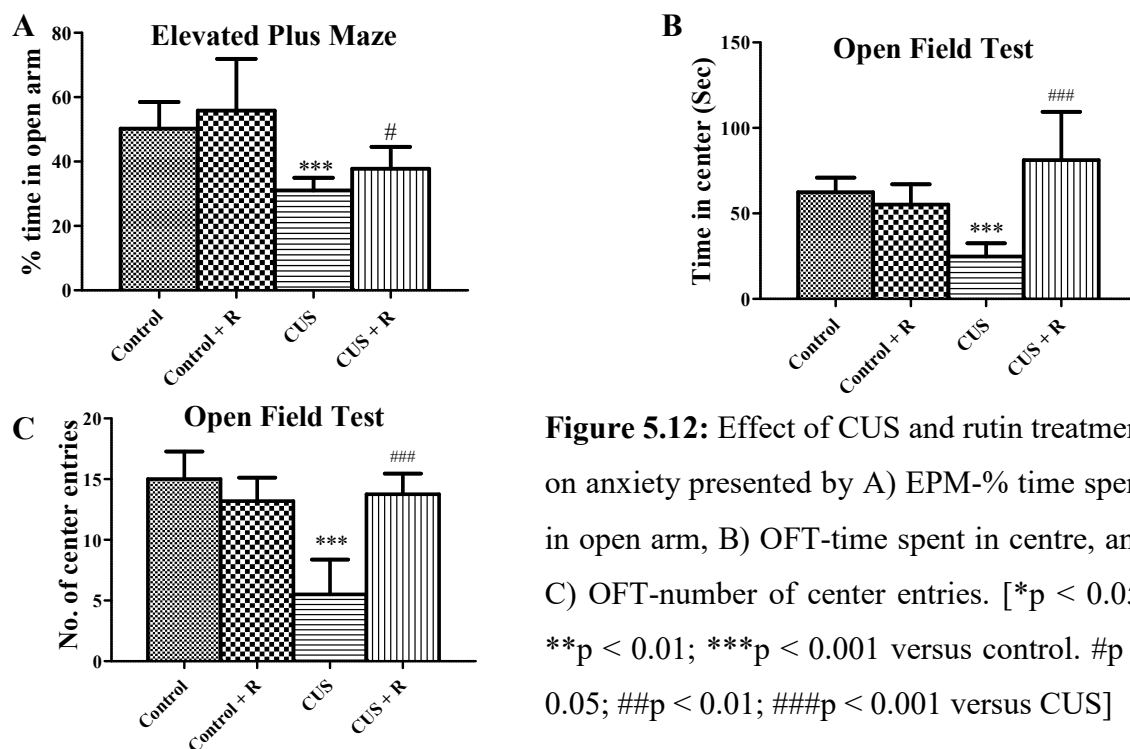 A
Elevated Plus Maze
% time in open arm
80
60
40
20
0
***
#
Control
Control + R
CUS
CUS + R
B
Open Field Test
Time in center (Sec)
150
100
50
0
***
###
Control
Control + R
CUS
CUS + R
C
Open Field Test
No. of center entries
20
15
10
5
0
***
###
Control
Control + R
CUS
CUS + R
Figure 5.12: Effect of CUS and rutin treatmen
on anxiety presented by A) EPM-% time spen
in open arm, B) OFT-time spent in centre, an
C) OFT-number of center entries. [*p < 0.05
**p < 0.01; ***p < 0.001 versus control. #p
0.05; ##p < 0.01; ###p < 0.001 versus CUS]